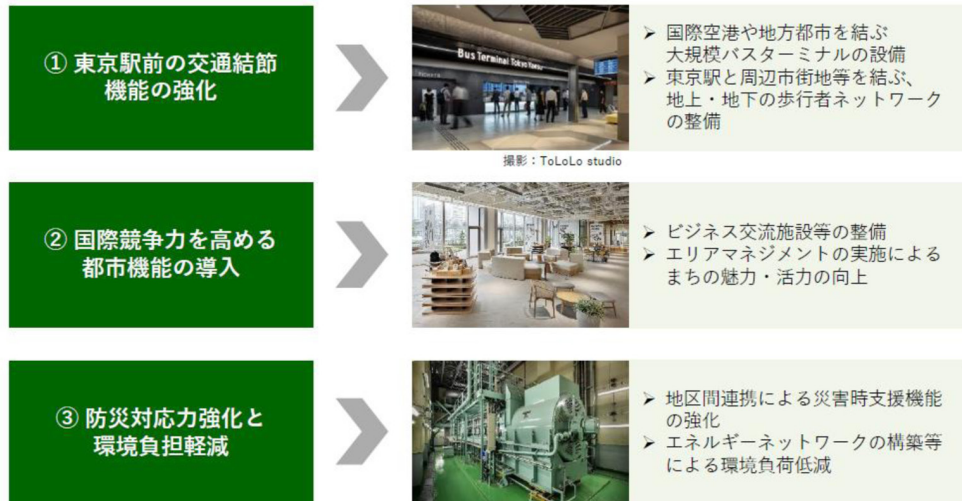 ① 東京駅前の交通結節
機能の強化
Bus Terminal Tokyo Yaesu
TICKETS
➢ 国際空港や地方都市を結ぶ
大規模バスターミナルの設備
➢ 東京駅と周辺市街地等を結ぶ、
地上・地下の歩行者ネットワーク
の整備
撮影：ToLoLo studio
② 国際競争力を高める
都市機能の導入
➢ ビジネス交流施設等の整備
➢ エリアマネジメントの実施による
まちの魅力・活力の向上
③ 防災対応力強化と
環境負担軽減
➢ 地区間連携による災害時支援機能
の強化
➢ エネルギーネットワークの構築等
による環境負荷低減